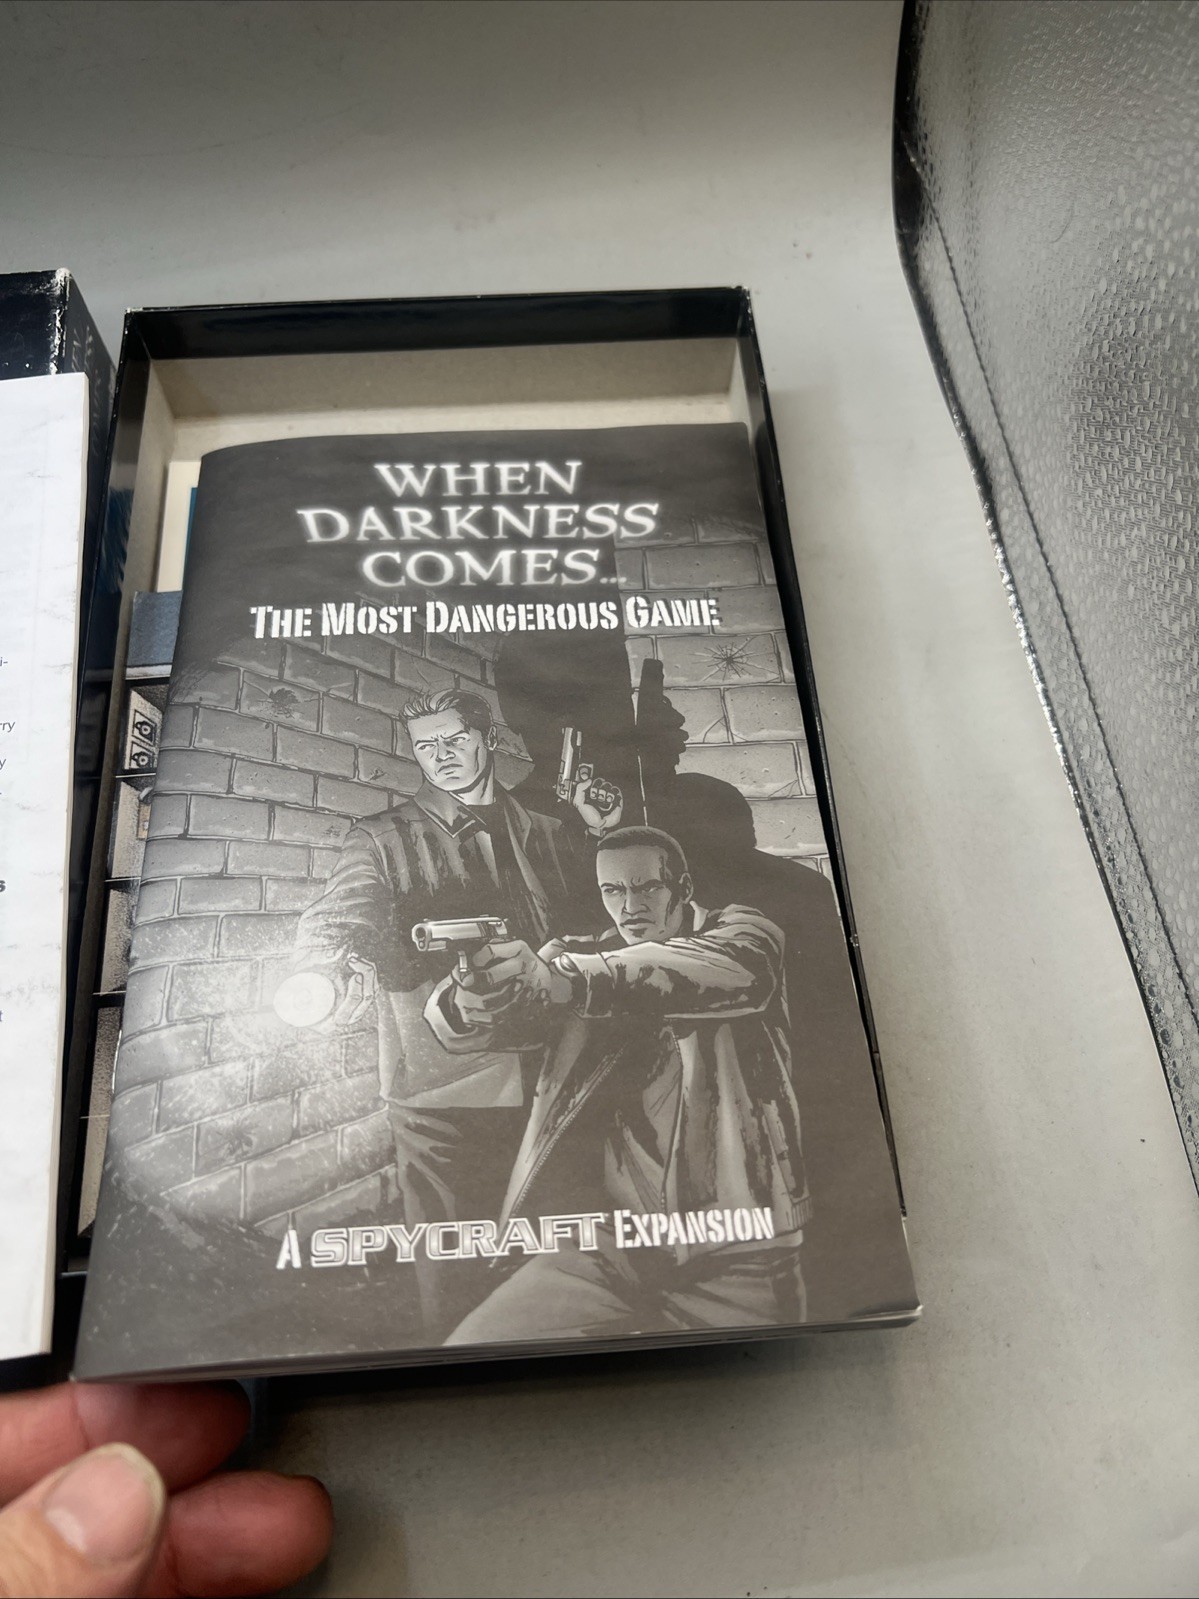 WHEN
DARKNESS
COMES...
THE MOST DANGEROUS GAME
A SPYCRAFT EXPANSION